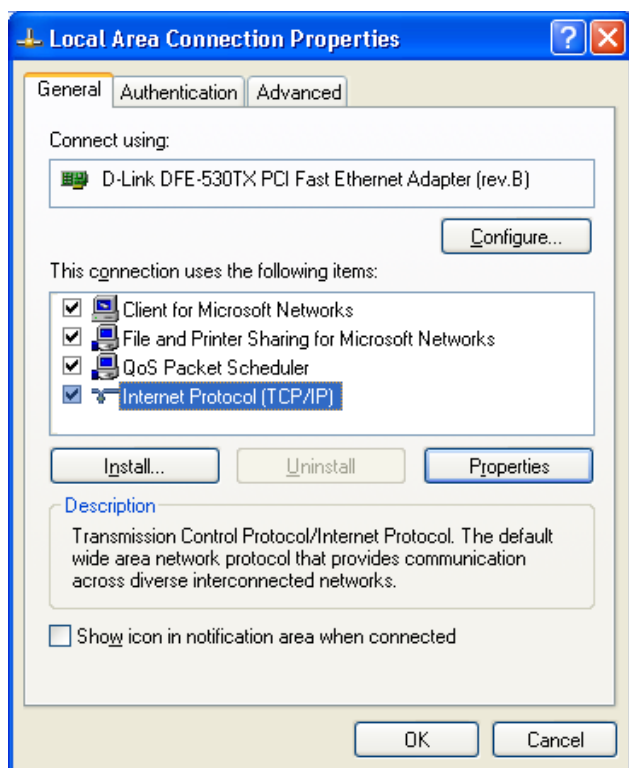 Local Area Connection Properties
General Authentication Advanced
Connect using:
D-Link DFE-530TX PCI Fast Ethernet Adapter (rev.B)
Configure...
This connection uses the following items:
Client for Microsoft Networks
File and Printer Sharing for Microsoft Networks
QoS Packet Scheduler
Internet Protocol (TCP/IP)
Install... Uninstall Properties
Description
Transmission Control Protocol/Internet Protocol. The default
wide area network protocol that provides communication
across diverse interconnected networks.
Show icon in notification area when connected
OK Cancel